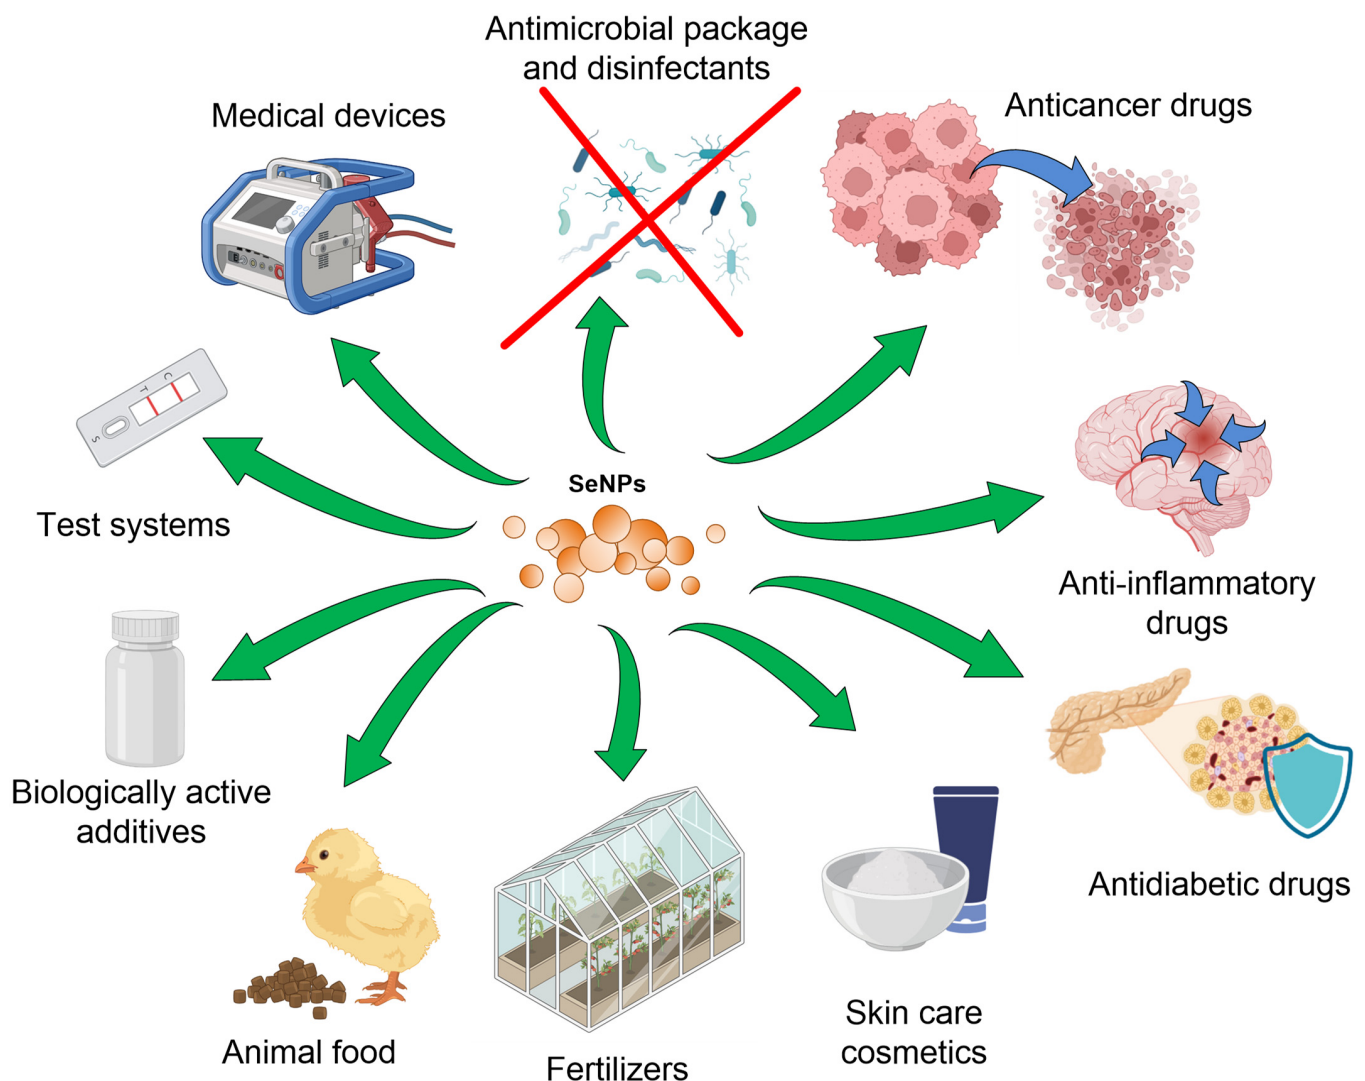 Antimicrobial package
and disinfectants
Medical devices
Anticancer drugs
C
T
S
Test systems
SeNPs
Anti-inflammatory
drugs
Biologically active
additives
Antidiabetic drugs
Animal food
Fertilizers
Skin care
cosmetics